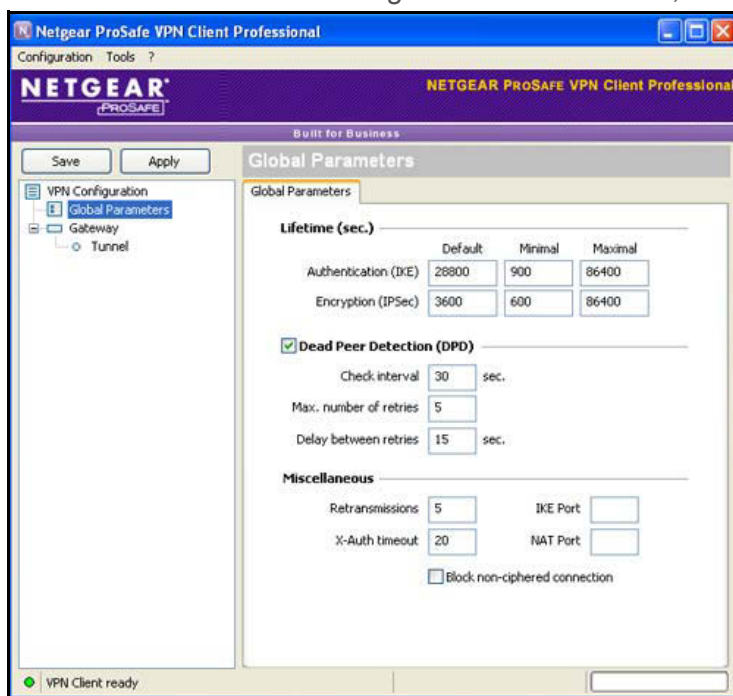 Netgear ProSafe VPN Client Professional
Configuration Tools ?
NETGEAR®
PROSAFE
NETGEAR PROSAFE VPN Client Professional
Built for Business
Save Apply
Global Parameters
VPN Configuration
Global Parameters
Gateway
Tunnel
Global Parameters
Lifetime (sec.)
Default Minimal Maximal
Authentication (IKE) 28800 900 86400
Encryption (IPSec) 3600 600 86400
Dead Peer Detection (DPD)
Check interval 30 sec.
Max. number of retries 5
Delay between retries 15 sec.
Miscellaneous
Retransmissions 5 IKE Port
X-Auth timeout 20 NAT Port
Block non-ciphered connection
VPN Client ready